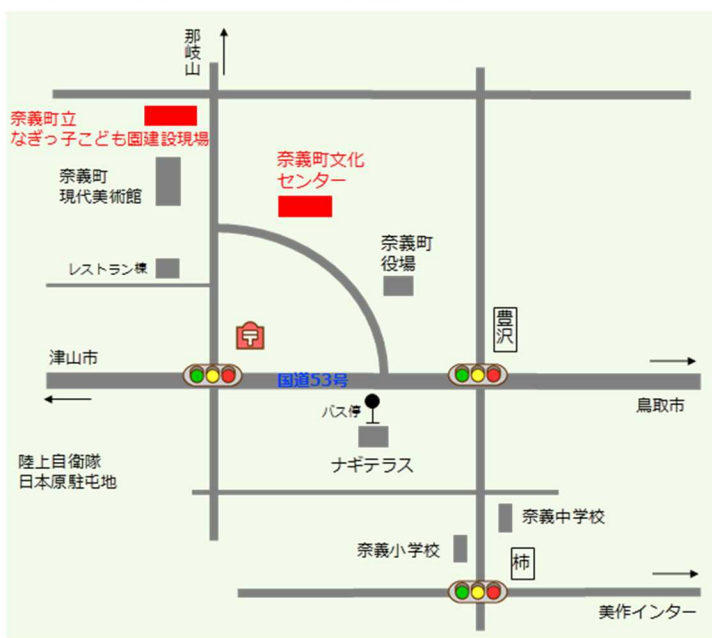 那岐山
奈義町立
なぎっ子こども園建設現場
奈義町文化
センター
奈義町
現代美術館
奈義町
役場
レストラン棟
豊沢
津山市
国道53号
鳥取市
バス停
ナギテラス
陸上自衛隊
日本原駐屯地
奈義中学校
奈義小学校
柿
美作インター